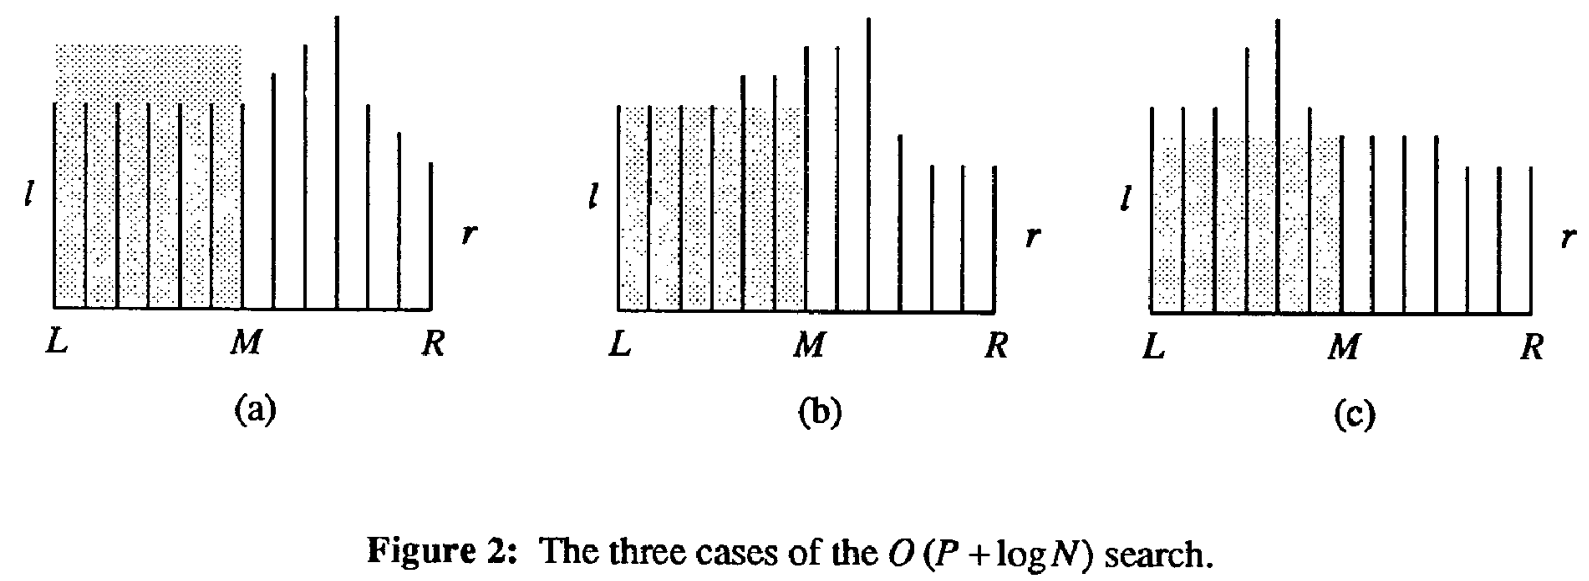 l r l r l r
L M R L M R L M R
(a) (b) (c)
Figure 2: The three cases of the O (P + log N) search.